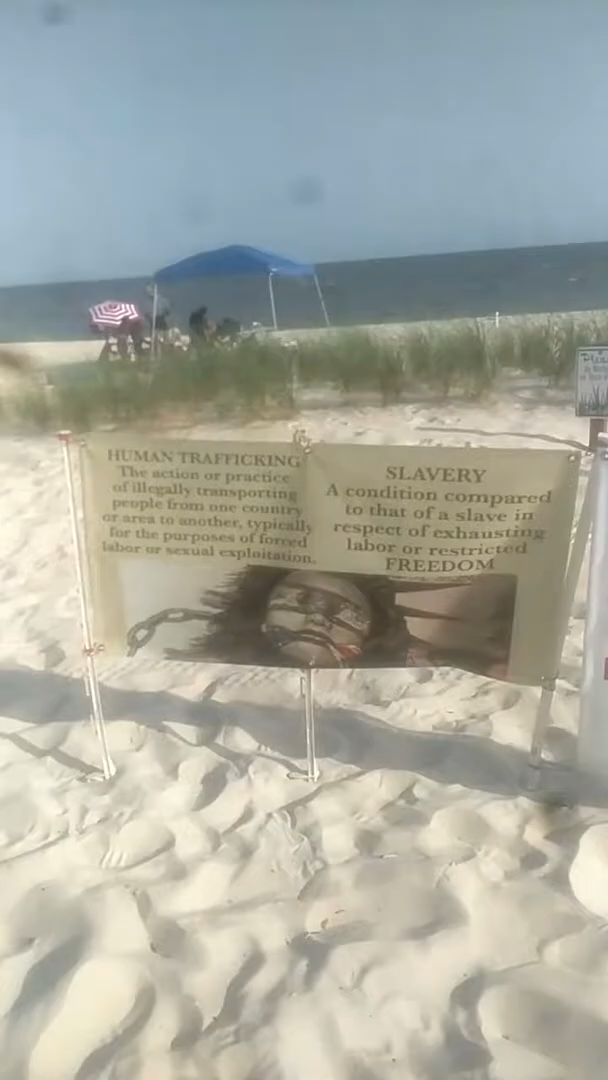 HUMAN TRAFFICKING
The action or practice
of illegally transporting
people from one country
or area to another, typically
for the purposes of forced
labor or sexual exploitation.
SLAVERY
A condition compared
to that of a slave in
respect of exhausting
labor or restricted
FREEDOM
Please